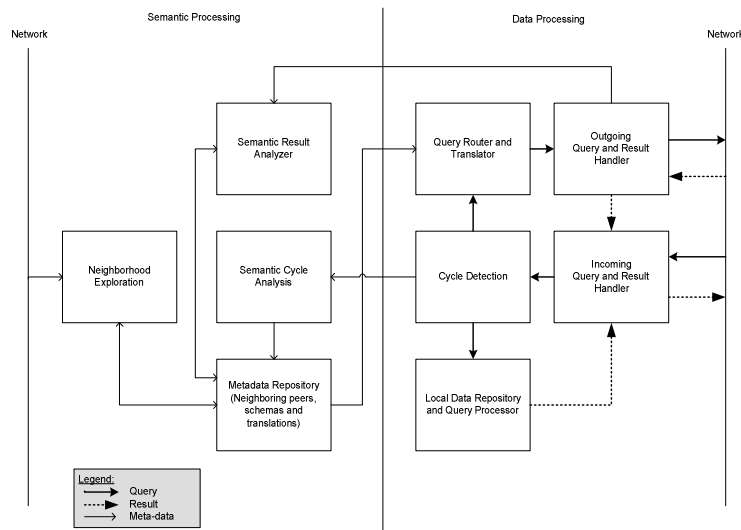 Semantic Processing
Data Processing
Network
Network
Semantic Result
Analyzer
Query Router and
Translator
Outgoing
Query and Result
Handler
Neighborhood
Exploration
Semantic Cycle
Analysis
Cycle Detection
Incoming
Query and Result
Handler
Metadata Repository
(Neighboring peers,
schemas and
translations)
Local Data Repository
and Query Processor
Legend:
Query
Result
Meta-data